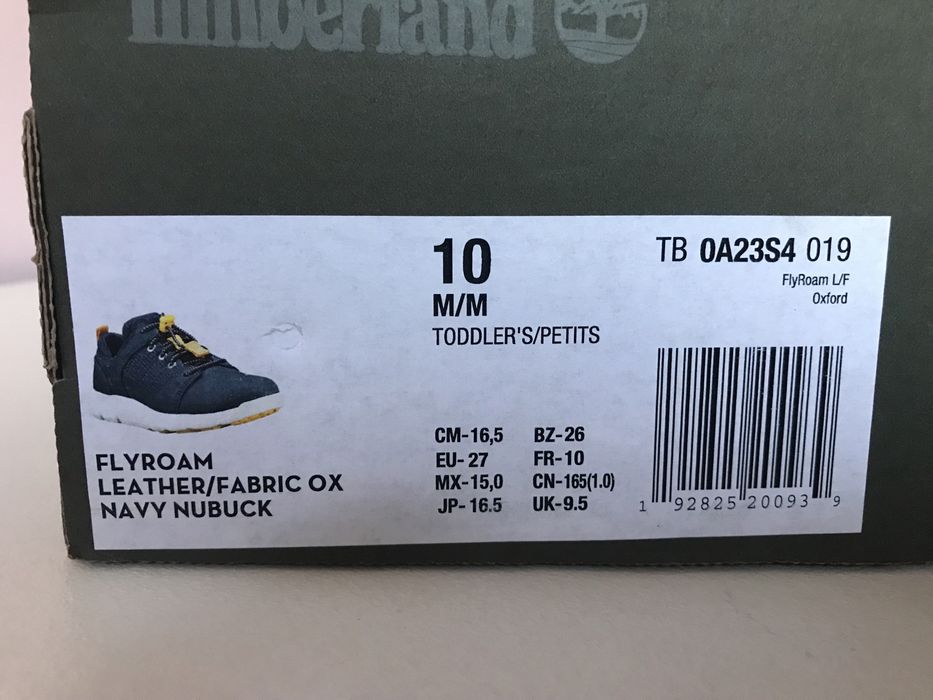 Timberland
10
M/M
TODDLER'S/PETITS
TB 0A23S4 019
FlyRoam L/F
Oxford
FLYROAM
LEATHER/FABRIC OX
NAVY NUBUCK
CM-16,5 BZ-26
EU-27 FR-10
MX-15,0 CN-165(1.0)
JP-16.5 UK-9.5
1 92825 20093 9